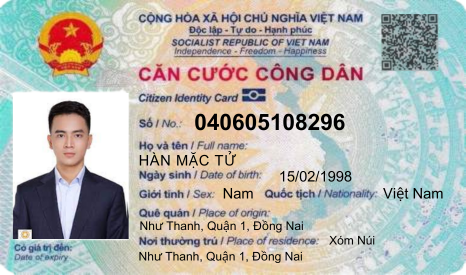 CỘNG HÒA XÃ HỘI CHỦ NGHĨA VIỆT NAM
Độc lập - Tự do - Hạnh phúc
SOCIALIST REPUBLIC OF VIET NAM
Independence - Freedom - Happiness
CĂN CƯỚC CÔNG DÂN
Citizen Identity Card
Số / No.: 040605108296
Họ và tên / Full name:
HÀN MẶC TỬ
Ngày sinh / Date of birth: 15/02/1998
Giới tính / Sex: Nam Quốc tịch / Nationality: Việt Nam
Quê quán / Place of origin:
Như Thanh, Quận 1, Đồng Nai
Nơi thường trú / Place of residence: Xóm Núi
Như Thanh, Quận 1, Đồng Nai
Có giá trị đến:
Date of expiry